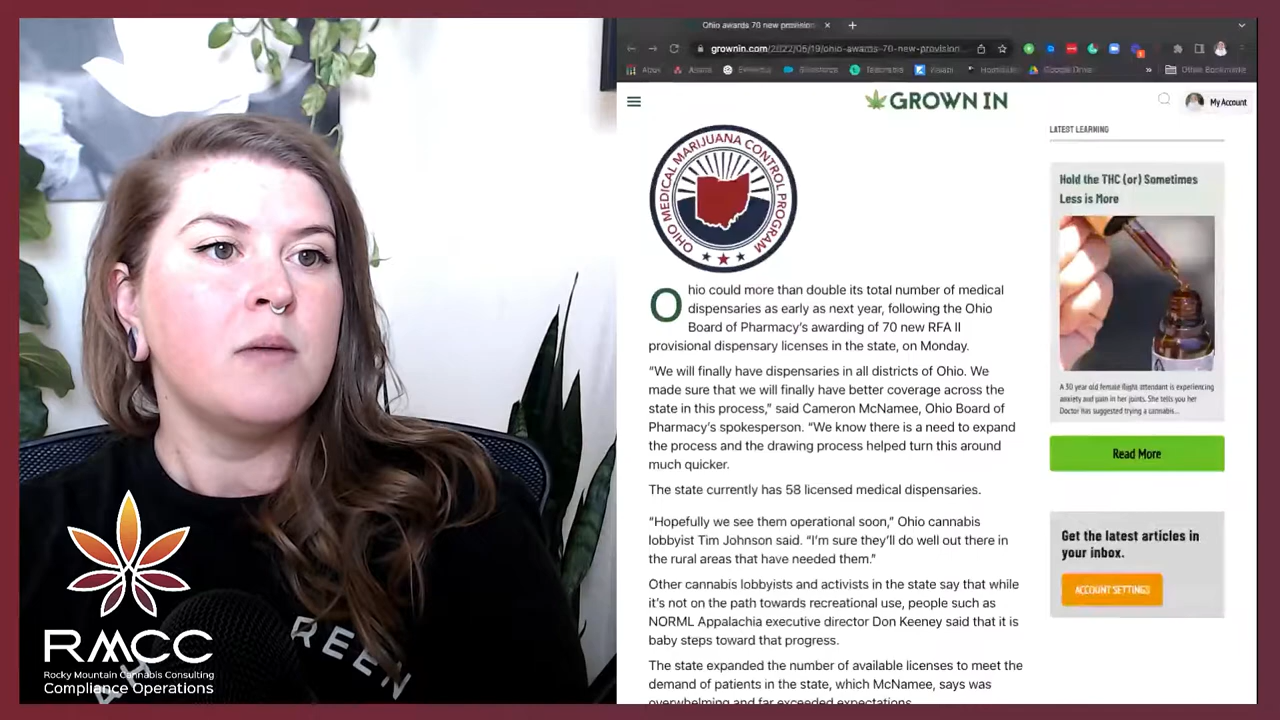 Ohio awards 70 new provision
grownin.com/2022/05/19/ohio-awards-70-new-provision...
Asana
Salesforce
Google Drive
»
Other Bookmarks
GROWN IN
My Account
OHIO MEDICAL MARIJUANA CONTROL PROGRAM
Ohio could more than double its total number of medical
dispensaries as early as next year, following the Ohio
Board of Pharmacy’s awarding of 70 new RFA II
provisional dispensary licenses in the state, on Monday.
“We will finally have dispensaries in all districts of Ohio. We
made sure that we will finally have better coverage across the
state in this process,” said Cameron McNamee, Ohio Board of
Pharmacy’s spokesperson. “We know there is a need to expand
the process and the drawing process helped turn this around
much quicker.
The state currently has 58 licensed medical dispensaries.
“Hopefully we see them operational soon,” Ohio cannabis
lobbyist Tim Johnson said. “I’m sure they’ll do well out there in
the rural areas that have needed them.”
Other cannabis lobbyists and activists in the state say that while
it’s not on the path towards recreational use, people such as
NORML Appalachia executive director Don Keeney said that it is
baby steps toward that progress.
The state expanded the number of available licenses to meet the
demand of patients in the state, which McNamee, says was
overwhelming and far exceeded expectations.
LATEST LEARNING
Hold the THC (or) Sometimes
Less is More
A 30 year old female flight attendant is experiencing
anxiety and pain in her joints. She tells you her
Doctor has suggested trying a cannabis...
Read More
Get the latest articles in
your inbox.
ACCOUNT SETTINGS
REEN
RMCC
Rocky Mountain Cannabis Consulting
Compliance Operations